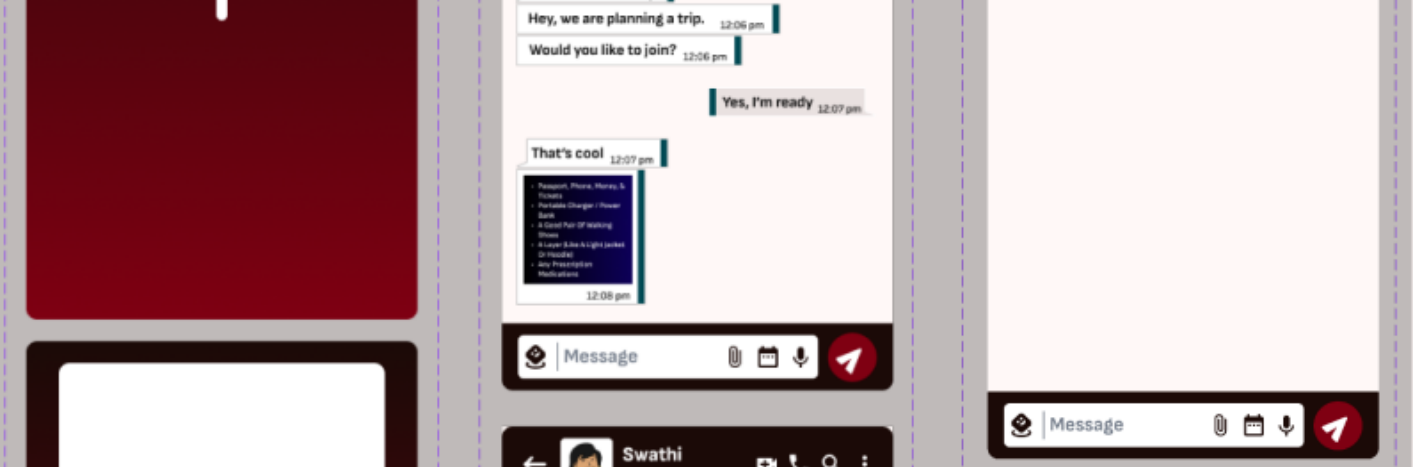 Hey, we are planning a trip. 12:06 pm
Would you like to join? 12:06 pm
Yes, I'm ready 12:07 pm
That's cool 12:07 pm
• Passport, Phone, Money, &
Tickets
• Portable Charger / Power
Bank
• A Good Pair Of Walking
Shoes
• A Layer (Like A Light Jacket
Or Hoodie)
• Any Prescription
Medications
12:08 pm
Message
Message
Swathi